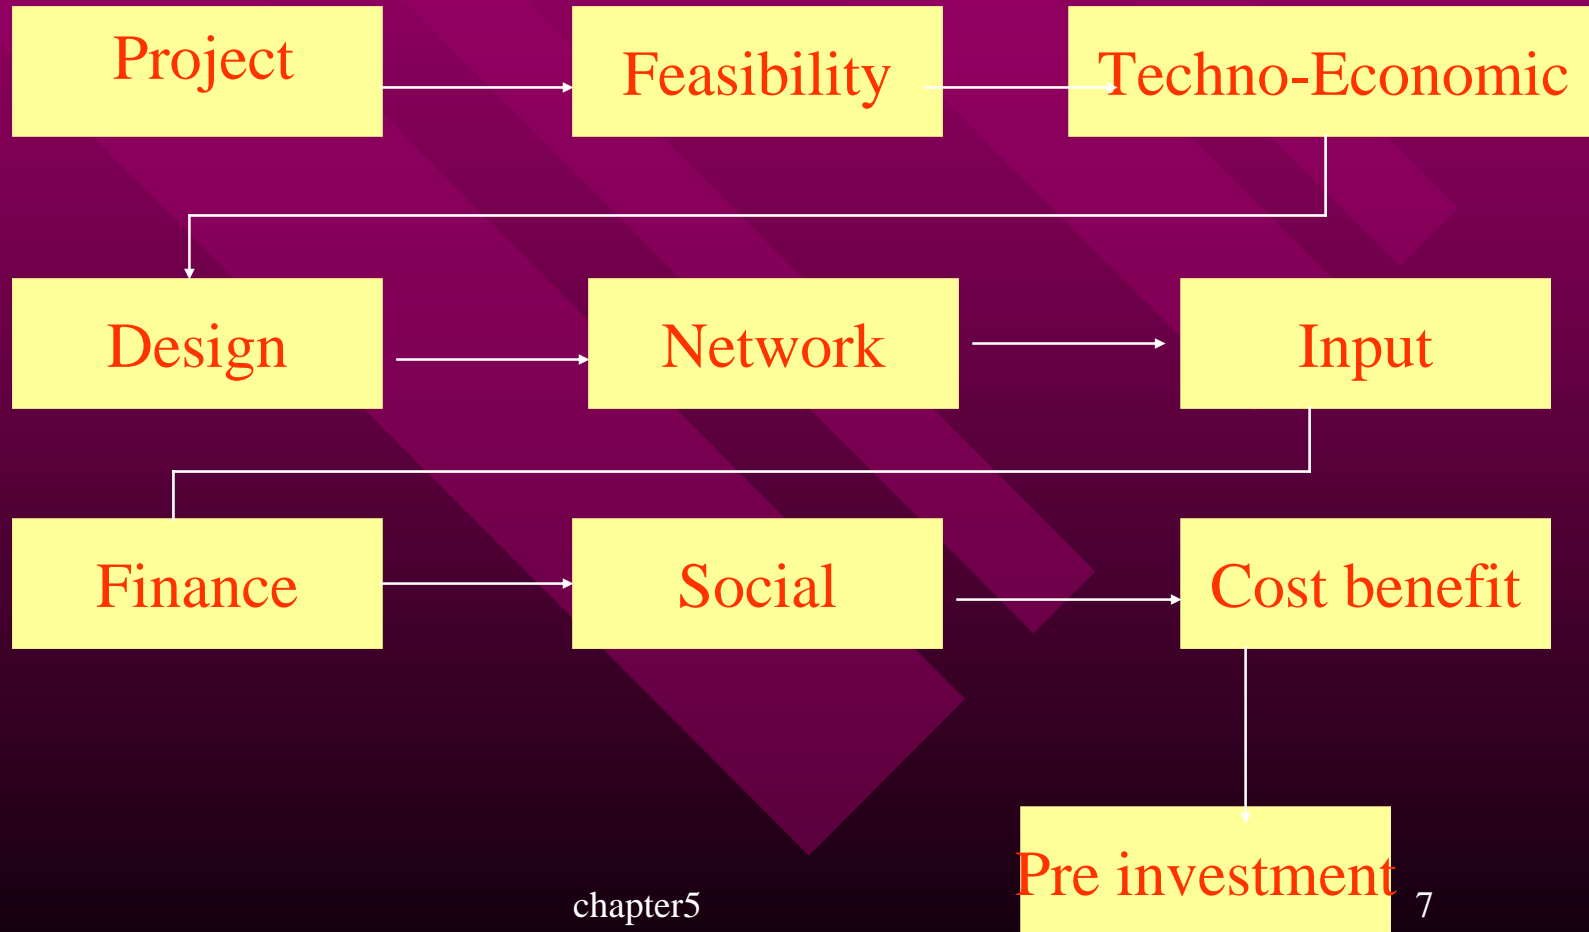 Project
Feasibility
Techno-Economic
Design
Network
Input
Finance
Social
Cost benefit
Pre investment
chapter5
7